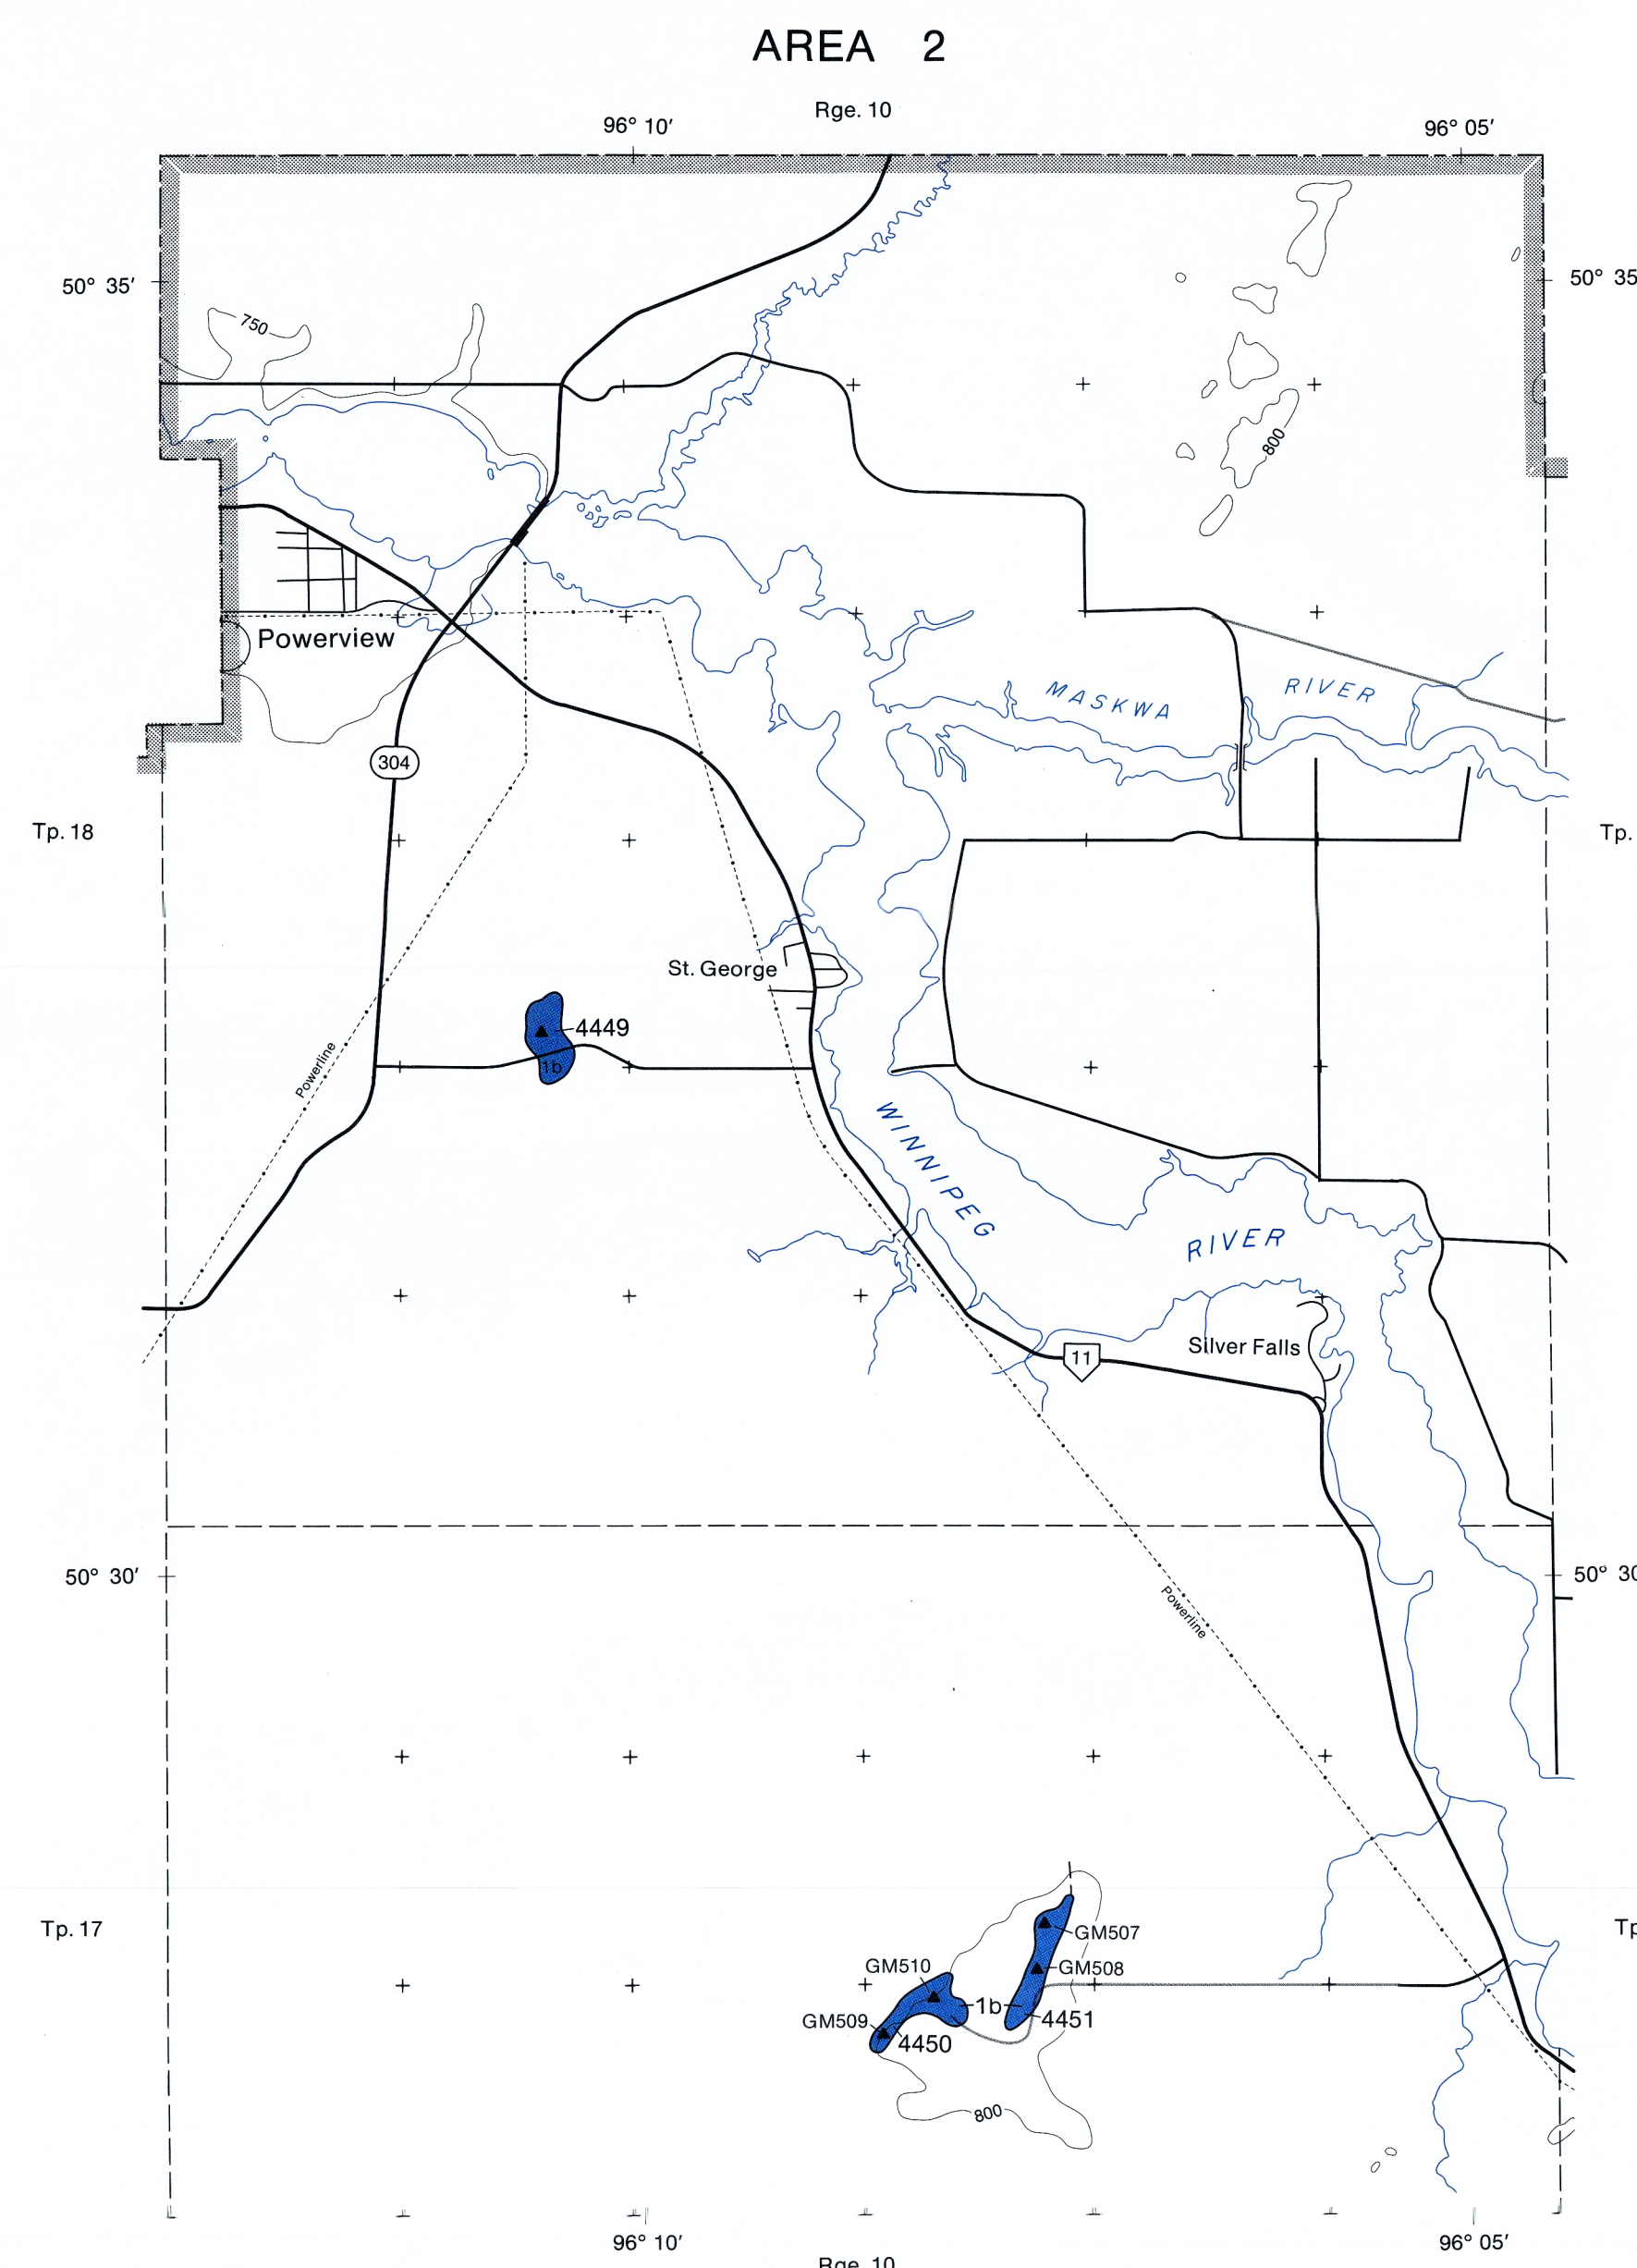 AREA 2
Rge. 10
96° 10′
96° 05′
50° 35′
50° 35
750
800
Powerview
MASKWA RIVER
304
Tp. 18
Tp.
St. George
4449
1b
Powerline
WINNIPEG
RIVER
Silver Falls
11
50° 30′
50° 30
Powerline
Tp. 17
Tp
GM507
GM510
GM508
1b
GM509
4451
4450
800
96° 10′
96° 05′
Rge. 10